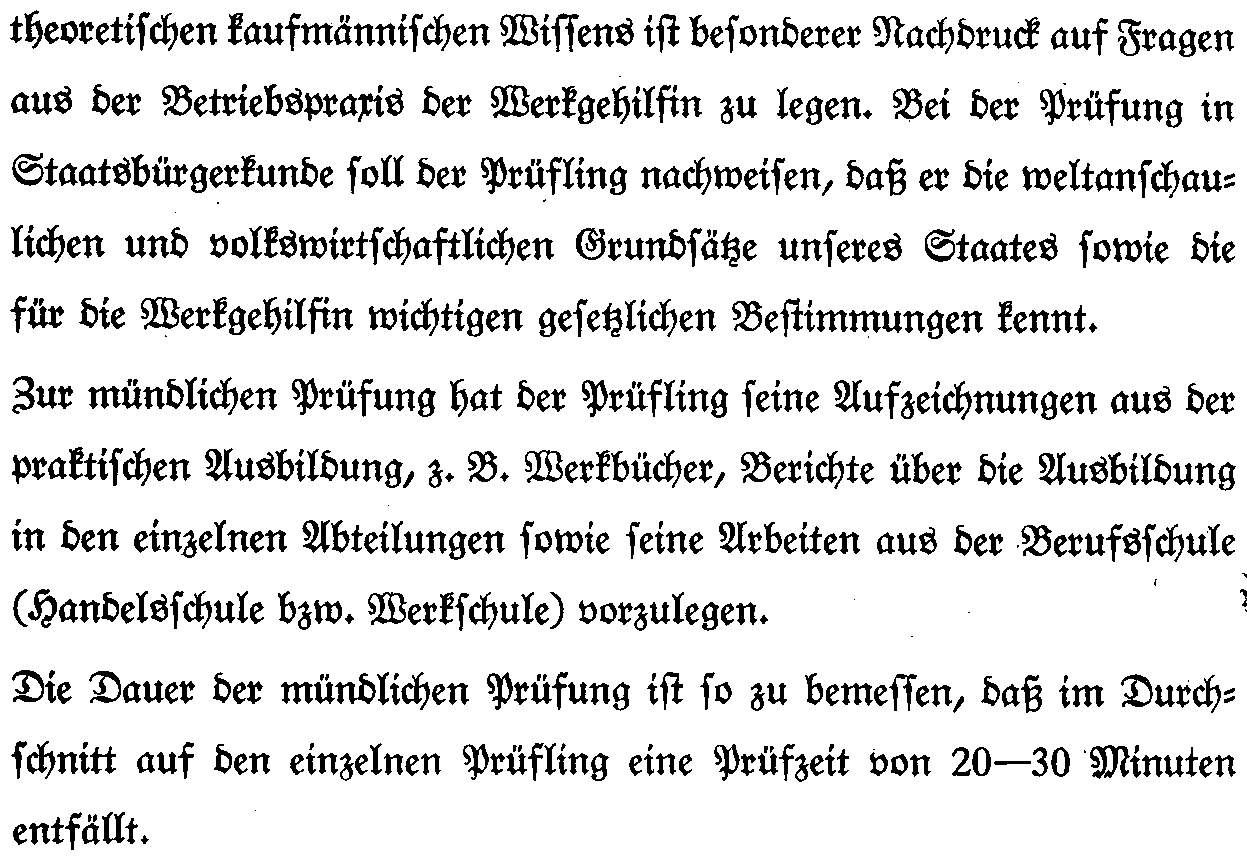 theoretischen kaufmännischen Wissens ist besonderer Nachdruck auf Fragen
aus der Betriebspraxis der Werkgehilfin zu legen. Bei der Prüfung in
Staatsbürgerkunde soll der Prüfling nachweisen, daß er die weltanschau-
lichen und volkswirtschaftlichen Grundsätze unseres Staates sowie die
für die Werkgehilfin wichtigen gesetzlichen Bestimmungen kennt.
Zur mündlichen Prüfung hat der Prüfling seine Aufzeichnungen aus der
praktischen Ausbildung, z. B. Werkbücher, Berichte über die Ausbildung
in den einzelnen Abteilungen sowie seine Arbeiten aus der Berufsschule
(Handelsschule bzw. Werkschule) vorzulegen.
Die Dauer der mündlichen Prüfung ist so zu bemessen, daß im Durch-
schnitt auf den einzelnen Prüfling eine Prüfzeit von 20—30 Minuten
entfällt.